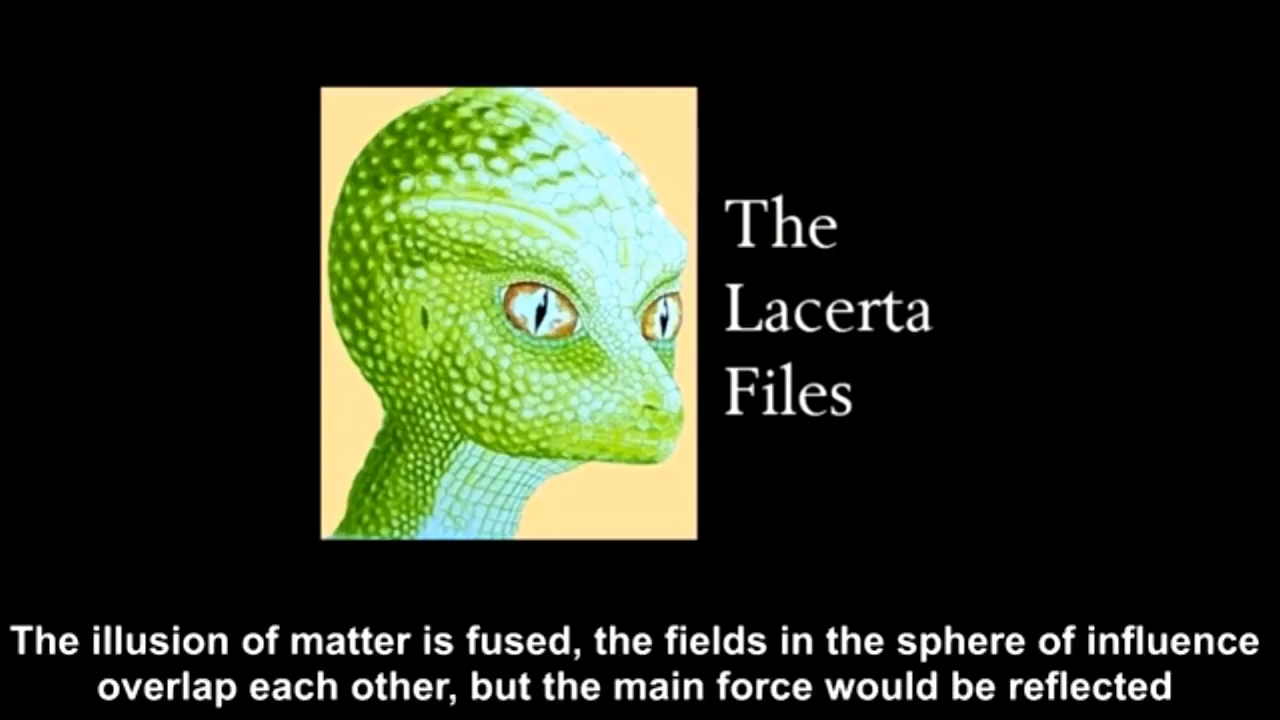 The
Lacerta
Files
The illusion of matter is fused, the fields in the sphere of influence
overlap each other, but the main force would be reflected